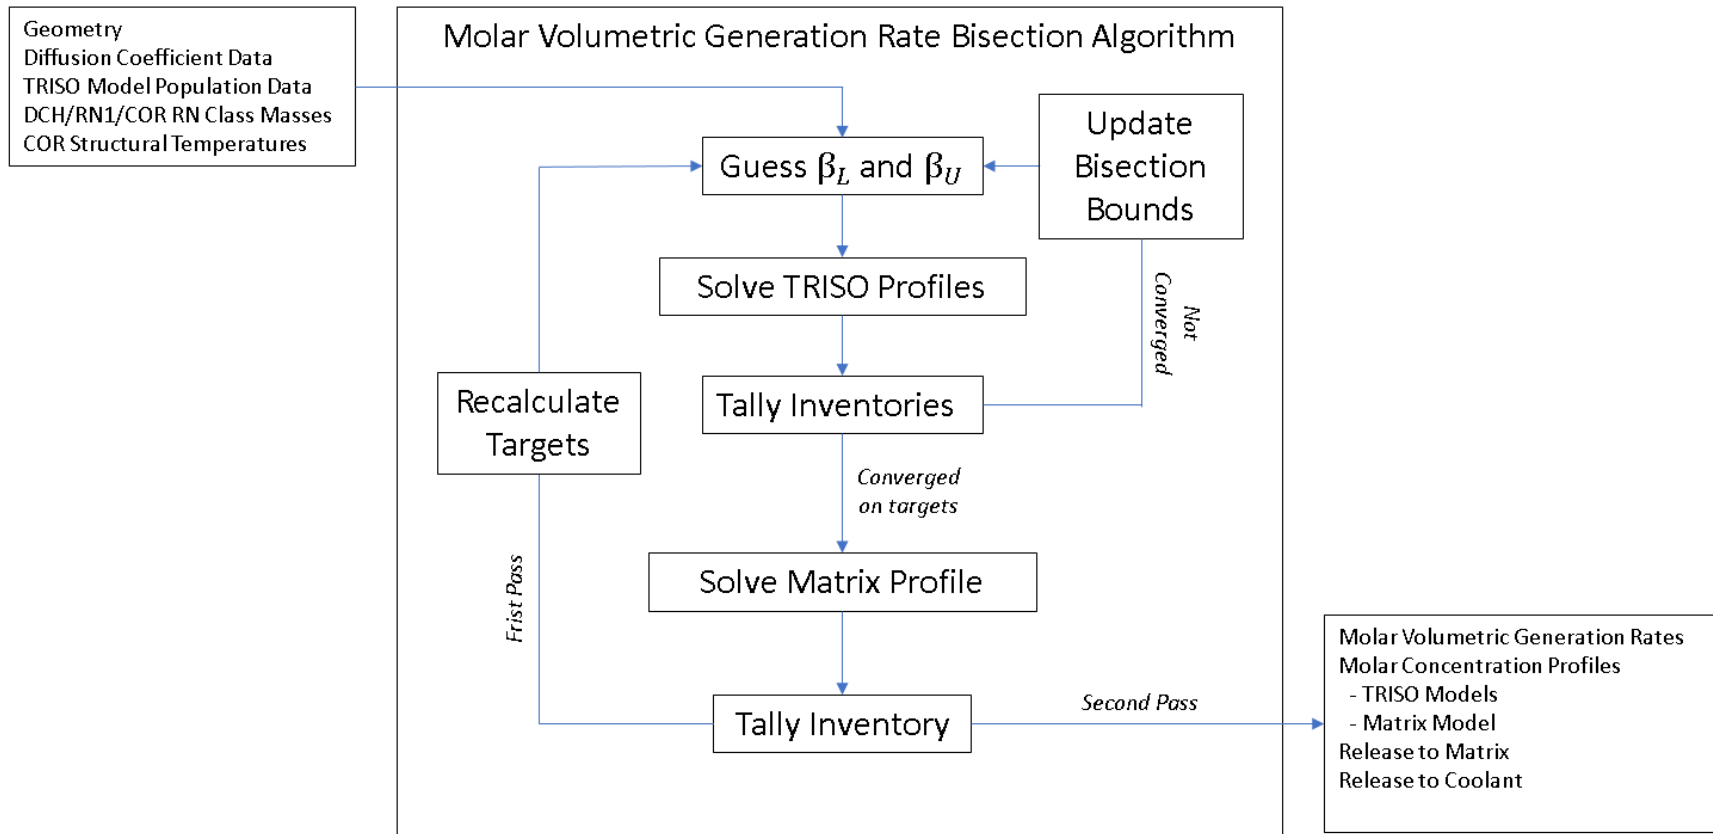 Geometry
Diffusion Coefficient Data
TRISO Model Population Data
DCH/RN1/COR RN Class Masses
COR Structural Temperatures
Molar Volumetric Generation Rate Bisection Algorithm
Guess β_L and β_U
Update
Bisection
Bounds
Solve TRISO Profiles
Not
Converged
Tally Inventories
Recalculate
Targets
Converged
on targets
Solve Matrix Profile
Frist Pass
Tally Inventory
Second Pass
Molar Volumetric Generation Rates
Molar Concentration Profiles
- TRISO Models
- Matrix Model
Release to Matrix
Release to Coolant